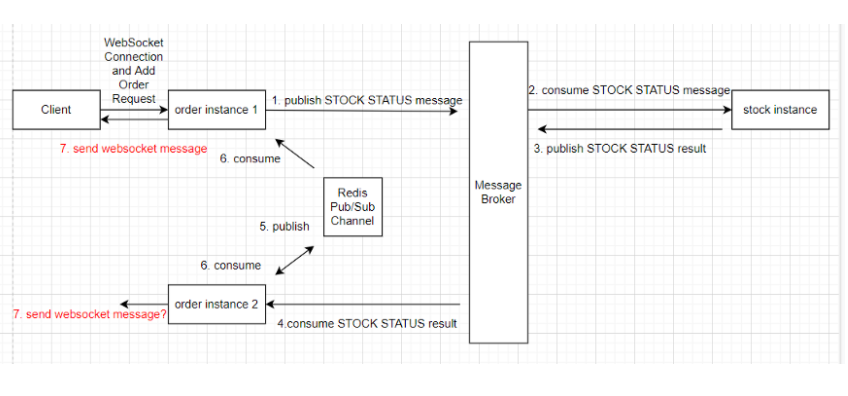 WebSocket
Connection
and Add
Order
Request
Client
order instance 1
1. publish STOCK STATUS message
2. consume STOCK STATUS message
stock instance
7. send websocket message
6. consume
3. publish STOCK STATUS result
Redis
Pub/Sub
Channel
Message
Broker
5. publish
6. consume
order instance 2
7. send websocket message?
4.consume STOCK STATUS result